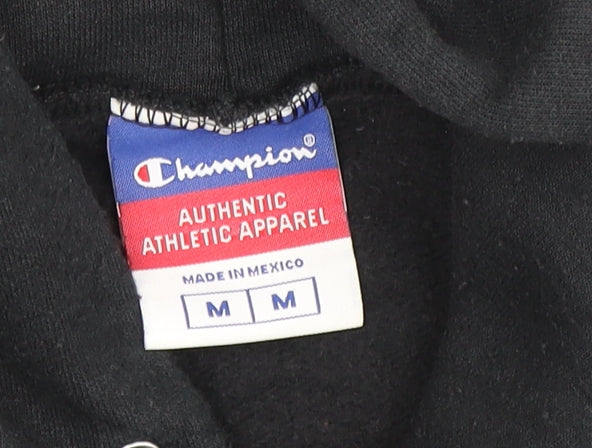 Champion®
AUTHENTIC
ATHLETIC APPAREL
MADE IN MEXICO
M M